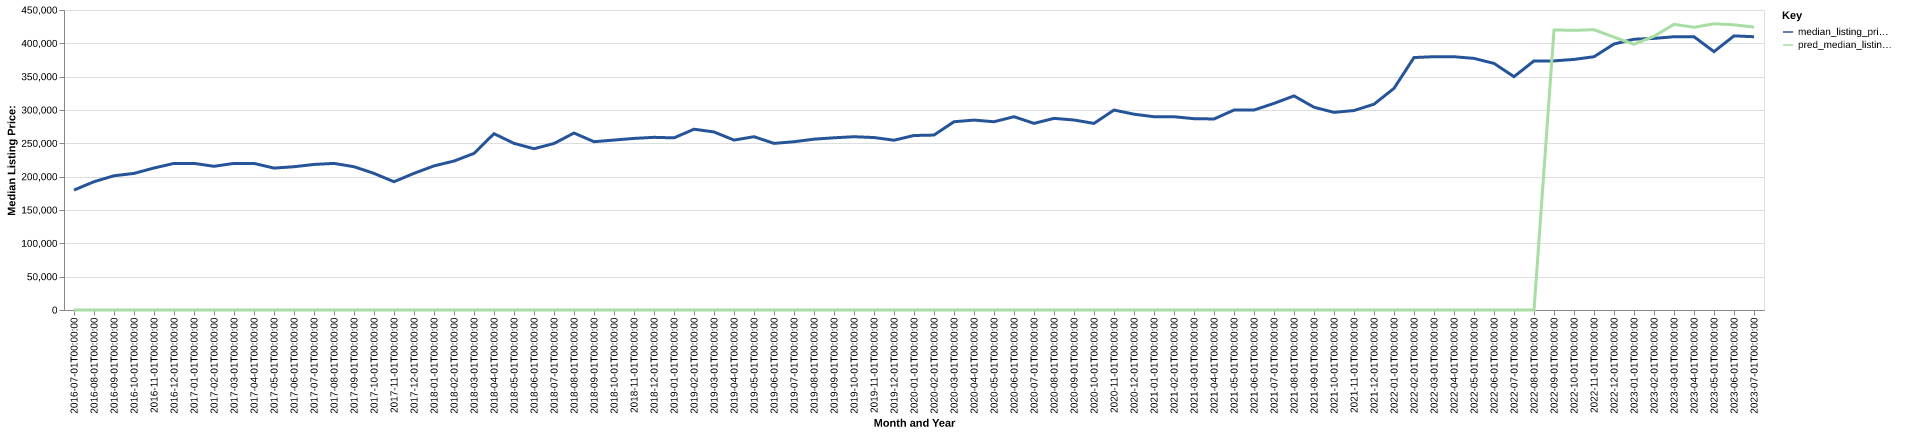 450,000
400,000
350,000
300,000
250,000
200,000
150,000
100,000
50,000
0
Median Listing Price:
2016-07-01T00:00:00
2016-08-01T00:00:00
2016-09-01T00:00:00
2016-10-01T00:00:00
2016-11-01T00:00:00
2016-12-01T00:00:00
2017-01-01T00:00:00
2017-02-01T00:00:00
2017-03-01T00:00:00
2017-04-01T00:00:00
2017-05-01T00:00:00
2017-06-01T00:00:00
2017-07-01T00:00:00
2017-08-01T00:00:00
2017-09-01T00:00:00
2017-10-01T00:00:00
2017-11-01T00:00:00
2017-12-01T00:00:00
2018-01-01T00:00:00
2018-02-01T00:00:00
2018-03-01T00:00:00
2018-04-01T00:00:00
2018-05-01T00:00:00
2018-06-01T00:00:00
2018-07-01T00:00:00
2018-08-01T00:00:00
2018-09-01T00:00:00
2018-10-01T00:00:00
2018-11-01T00:00:00
2018-12-01T00:00:00
2019-01-01T00:00:00
2019-02-01T00:00:00
2019-03-01T00:00:00
2019-04-01T00:00:00
2019-05-01T00:00:00
2019-06-01T00:00:00
2019-07-01T00:00:00
2019-08-01T00:00:00
2019-09-01T00:00:00
2019-10-01T00:00:00
2019-11-01T00:00:00
2019-12-01T00:00:00
2020-01-01T00:00:00
2020-02-01T00:00:00
2020-03-01T00:00:00
2020-04-01T00:00:00
2020-05-01T00:00:00
2020-06-01T00:00:00
2020-07-01T00:00:00
2020-08-01T00:00:00
2020-09-01T00:00:00
2020-10-01T00:00:00
2020-11-01T00:00:00
2020-12-01T00:00:00
2021-01-01T00:00:00
2021-02-01T00:00:00
2021-03-01T00:00:00
2021-04-01T00:00:00
2021-05-01T00:00:00
2021-06-01T00:00:00
2021-07-01T00:00:00
2021-08-01T00:00:00
2021-09-01T00:00:00
2021-10-01T00:00:00
2021-11-01T00:00:00
2021-12-01T00:00:00
2022-01-01T00:00:00
2022-02-01T00:00:00
2022-03-01T00:00:00
2022-04-01T00:00:00
2022-05-01T00:00:00
2022-06-01T00:00:00
2022-07-01T00:00:00
2022-08-01T00:00:00
2022-09-01T00:00:00
2022-10-01T00:00:00
2022-11-01T00:00:00
2022-12-01T00:00:00
2023-01-01T00:00:00
2023-02-01T00:00:00
2023-03-01T00:00:00
2023-04-01T00:00:00
2023-05-01T00:00:00
2023-06-01T00:00:00
2023-07-01T00:00:00
Month and Year
Key
median_listing_pri…
pred_median_listin…